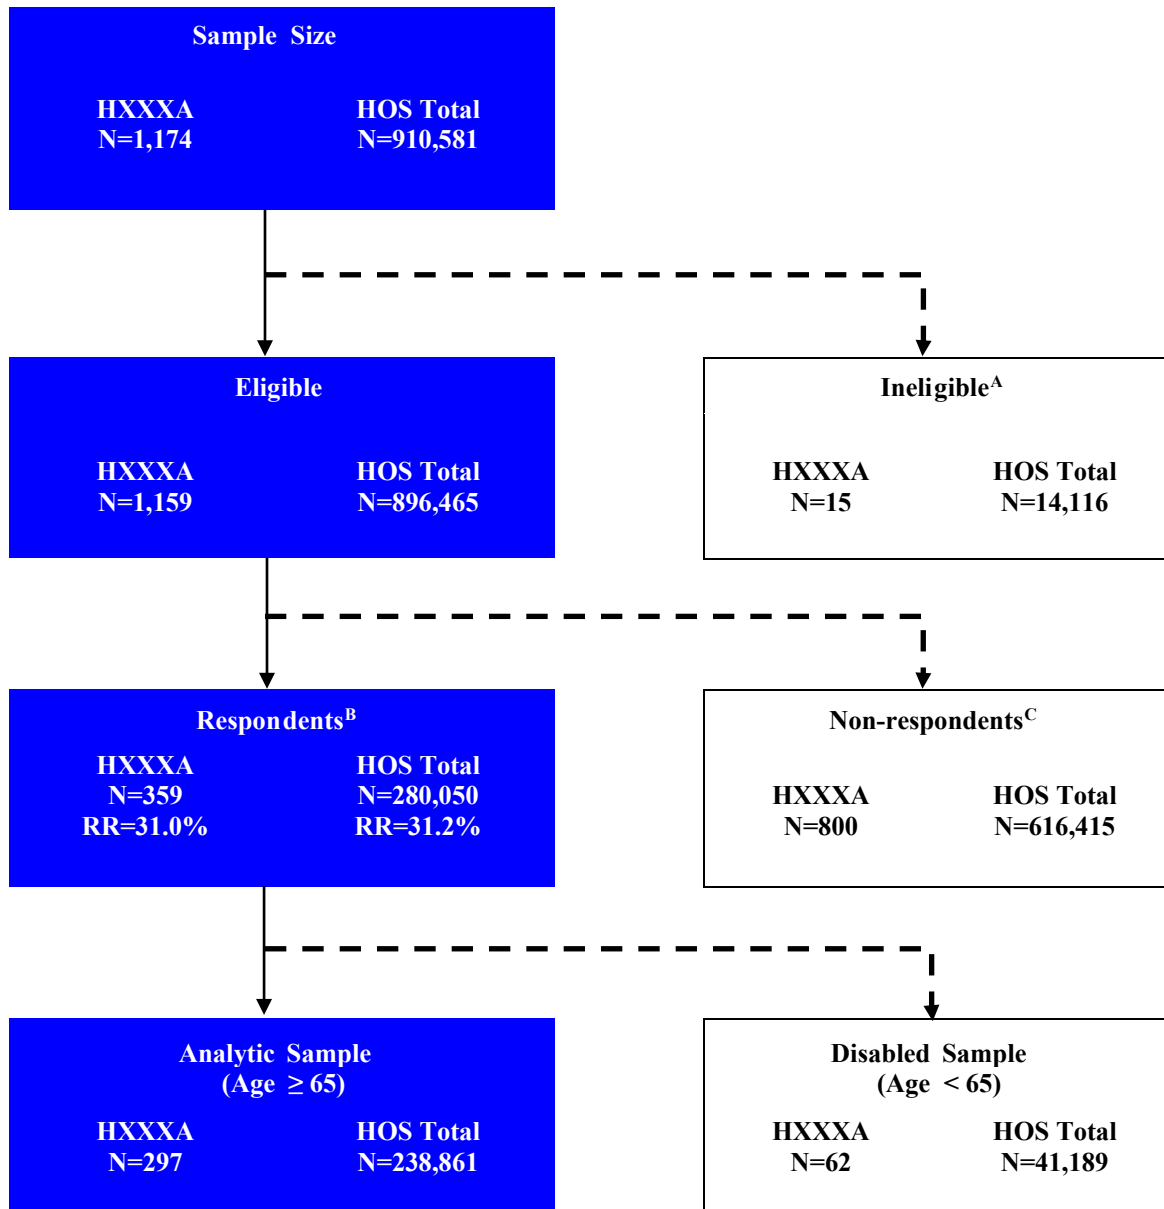 Sample Size
HXXXA HOS Total
N=1,174 N=910,581
Eligible
HXXXA HOS Total
N=1,159 N=896,465
Ineligible^A
HXXXA HOS Total
N=15 N=14,116
Respondents^B
HXXXA HOS Total
N=359 N=280,050
RR=31.0% RR=31.2%
Non-respondents^C
HXXXA HOS Total
N=800 N=616,415
Analytic Sample
(Age ≥ 65)
HXXXA HOS Total
N=297 N=238,861
Disabled Sample
(Age < 65)
HXXXA HOS Total
N=62 N=41,189